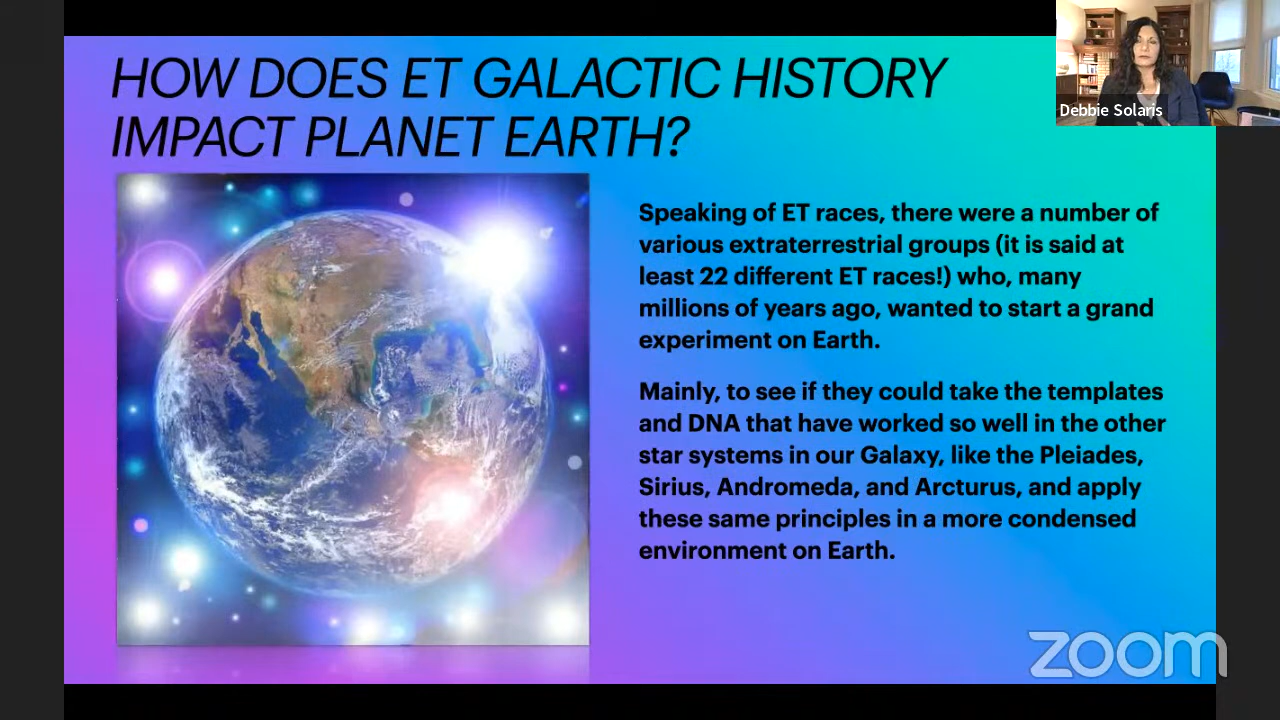 HOW DOES ET GALACTIC HISTORY
IMPACT PLANET EARTH?
Debbie Solaris
Speaking of ET races, there were a number of
various extraterrestrial groups (it is said at
least 22 different ET races!) who, many
millions of years ago, wanted to start a grand
experiment on Earth.
Mainly, to see if they could take the templates
and DNA that have worked so well in the other
star systems in our Galaxy, like the Pleiades,
Sirius, Andromeda, and Arcturus, and apply
these same principles in a more condensed
environment on Earth.
zoom